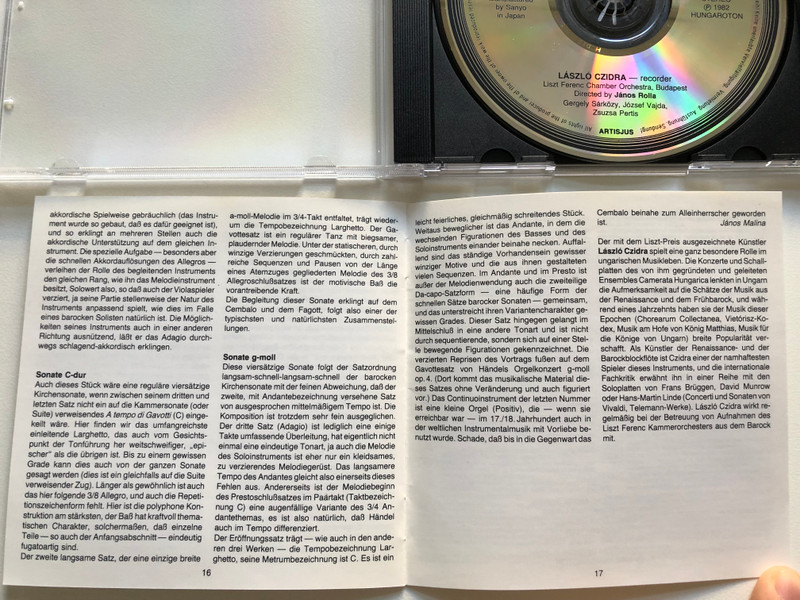 by Sanyo
in Japan
℗ 1982
HUNGAROTON
LÁSZLÓ CZIDRA — recorder
Liszt Ferenc Chamber Orchestra, Budapest
Directed by János Rolla
Gergely Sárközy, József Vajda,
Zsuzsa Pertis
ARTISJUS
All rights of the producer and of the owner of the work
Vermietung, Aufführung, Sendung!
akkordische Spielweise gebräuchlich (das Instru-
ment wurde so gebaut, daß es dafür geeignet ist),
und so erklingt an mehreren Stellen auch die
akkordische Unterstützung auf dem gleichen In-
strument. Die spezielle Aufgabe — besonders aber
die schnellen Akkordauflösungen des Allegros —
verleihen der Rolle des begleitenden Instruments
den gleichen Rang, wie ihn das Melodieinstrument
besitzt, Solowert also, so daß auch der Violaspieler
verziert, ja seine Partie stellenweise der Natur des
Instruments anpassend spielt, wie dies im Falle
eines barocken Solisten natürlich ist. Die Möglich-
keiten seines Instruments auch in einer anderen
Richtung ausnützend, läßt er das Adagio durch-
wegs schlagend-akkordisch erklingen.
Sonate C-dur
Auch dieses Stück wäre eine reguläre viersätzige
Kirchensonate, wenn zwischen seinem dritten und
letzten Satz nicht ein auf die Kammersonate (oder
Suite) verweisendes A tempo di Gavotti (C) einge-
keilt wäre. Hier finden wir das umfangreichste
einleitende Larghetto, das auch vom Gesichts-
punkt der Tonführung her weitschweifiger, „epi-
scher" als die übrigen ist. Bis zu einem gewissen
Grade kann dies auch von der ganzen Sonate
gesagt werden (dies ist ein gleichfalls auf die Suite
verweisender Zug). Länger als gewöhnlich ist auch
das hier folgende 3/8 Allegro, und auch die Repeti-
tionszeichenform fehlt. Hier ist die polyphone Kon-
struktion am stärksten, der Baß hat kraftvoll thema-
tischen Charakter, solchermaßen, daß einzelne
Teile — so auch der Anfangsabschnitt — eindeutig
fugatoartig sind.
Der zweite langsame Satz, der eine einzige breite
a-moll-Melodie im 3/4-Takt entfaltet, trägt wieder-
um die Tempobezeichnung Larghetto. Der Ga-
vottesatz ist ein regulärer Tanz mit biegsamer,
plaudernder Melodie. Unter der statischeren, durch
winzige Verzierungen geschmückten, durch zahl-
reiche Sequenzen und Pausen von der Länge
eines Atemzuges gegliederten Melodie des 3/8
Allegroschlußsatzes ist der motivische Baß die
vorantreibende Kraft.
Die Begleitung dieser Sonate erklingt auf dem
Cembalo und dem Fagott, folgt also einer der
typischsten und natürlichsten Zusammenstel-
lungen.
Sonate g-moll
Diese viersätzige Sonate folgt der Satzordnung
langsam-schnell-langsam-schnell der barocken
Kirchensonate mit der feinen Abweichung, daß der
zweite, mit Andantebezeichnung versehene Satz
von ausgesprochen mittelmäßigem Tempo ist. Die
Komposition ist trotzdem sehr fein ausgeglichen.
Der dritte Satz (Adagio) ist lediglich eine einige
Takte umfassende Überleitung, hat eigentlich nicht
einmal eine eindeutige Tonart, ja auch die Melodie
des Soloinstruments ist eher nur ein kleidsames,
zu verzierendes Melodiegerüst. Das langsamere
Tempo des Andantes gleicht also einerseits dieses
Fehlen aus. Andererseits ist der Melodiebeginn
des Prestoschlußsatzes im Paártakt (Taktbezeich-
nung C) eine augenfällige Variante des 3/4 An-
dantethemas, es ist also natürlich, daß Händel
auch im Tempo differenziert.
Der Eröffnungssatz trägt — wie auch in den ande-
ren drei Werken — die Tempobezeichnung Lar-
ghetto, seine Metrumbezeichnung ist C. Es ist ein
16
leicht feierliches, gleichmäßig schreitendes Stück.
Weitaus beweglicher ist das Andante, in dem die
wechselnden Figurationen des Basses und des
Soloinstruments einander beinahe necken. Auffal-
lend sind das ständige Vorhandensein gewisser
winziger Motive und die aus ihnen gestalteten
vielen Sequenzen. Im Andante und im Presto ist
außer der Melodienwendung auch die zweiteilige
Da-capo-Satzform — eine häufige Form der
schnellen Sätze barocker Sonaten — gemeinsam,
und das unterstreicht ihren Variantencharakter ge-
wissen Grades. Dieser Satz hingegen gelangt im
Mittelschluß in eine andere Tonart und ist nicht
durch sequentierende, sondern sich auf einer Stel-
le bewegende Figurationen gekennzeichnet. Die
verzierten Reprisen des Vortrags fußen auf dem
Gavottesatz von Händels Orgelkonzert g-moll
op. 4. (Dort kommt das musikalische Material die-
ses Satzes ohne Veränderung und auch figuriert
vor.) Das Continuoinstrument der letzten Nummer
ist eine kleine Orgel (Positiv), die — wenn sie
erreichbar war — im 17./18. Jahrhundert auch in
der weltlichen Instrumentalmusik mit Vorliebe be-
nutzt wurde. Schade, daß bis in die Gegenwart das
Cembalo beinahe zum Alleinherrscher geworden
ist. János Malina
Der mit dem Liszt-Preis ausgezeichnete Künstler
László Czidra spielt eine ganz besondere Rolle im
ungarischen Musikleben. Die Konzerte und Schall-
platten des von ihm gegründeten und geleiteten
Ensembles Camerata Hungarica lenkten in Ungarn
die Aufmerksamkeit auf die Schätze der Musik aus
der Renaissance und dem Frühbarock, und wäh-
rend eines Jahrzehnts haben sie der Musik dieser
Epochen (Chorearum Collectanea, Vietórisz-Ko-
dex, Musik am Hofe von König Matthias, Musik für
die Könige von Ungarn) breite Popularität ver-
schafft. Als Künstler der Renaissance- und der
Barockblockflöte ist Czidra einer der namhaftesten
Spieler dieses Instruments, und die internationale
Fachkritik erwähnt ihn in einer Reihe mit den
Soloplatten von Frans Brüggen, David Munrow
oder Hans-Martin Linde (Concerti und Sonaten von
Vivaldi, Telemann-Werke). László Czidra wirkt re-
gelmäßig bei der Betreuung von Aufnahmen des
Liszt Ferenc Kammerorchesters aus dem Barock
mit.
17